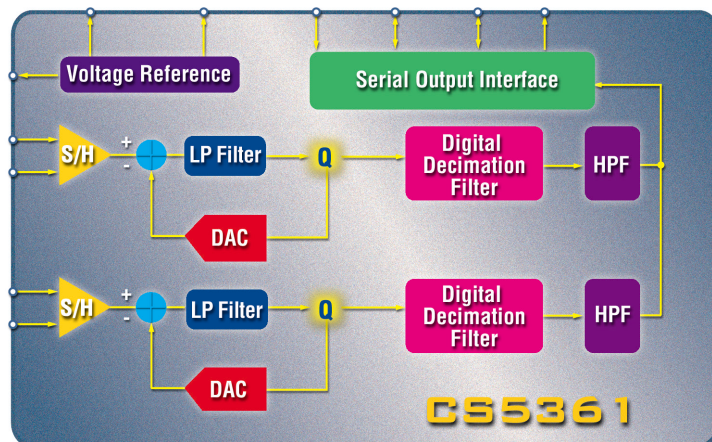 Voltage Reference
Serial Output Interface
S/H
+
-
LP Filter
Q
Digital
Decimation
Filter
HPF
DAC
S/H
+
-
LP Filter
Q
Digital
Decimation
Filter
HPF
DAC
CS5361